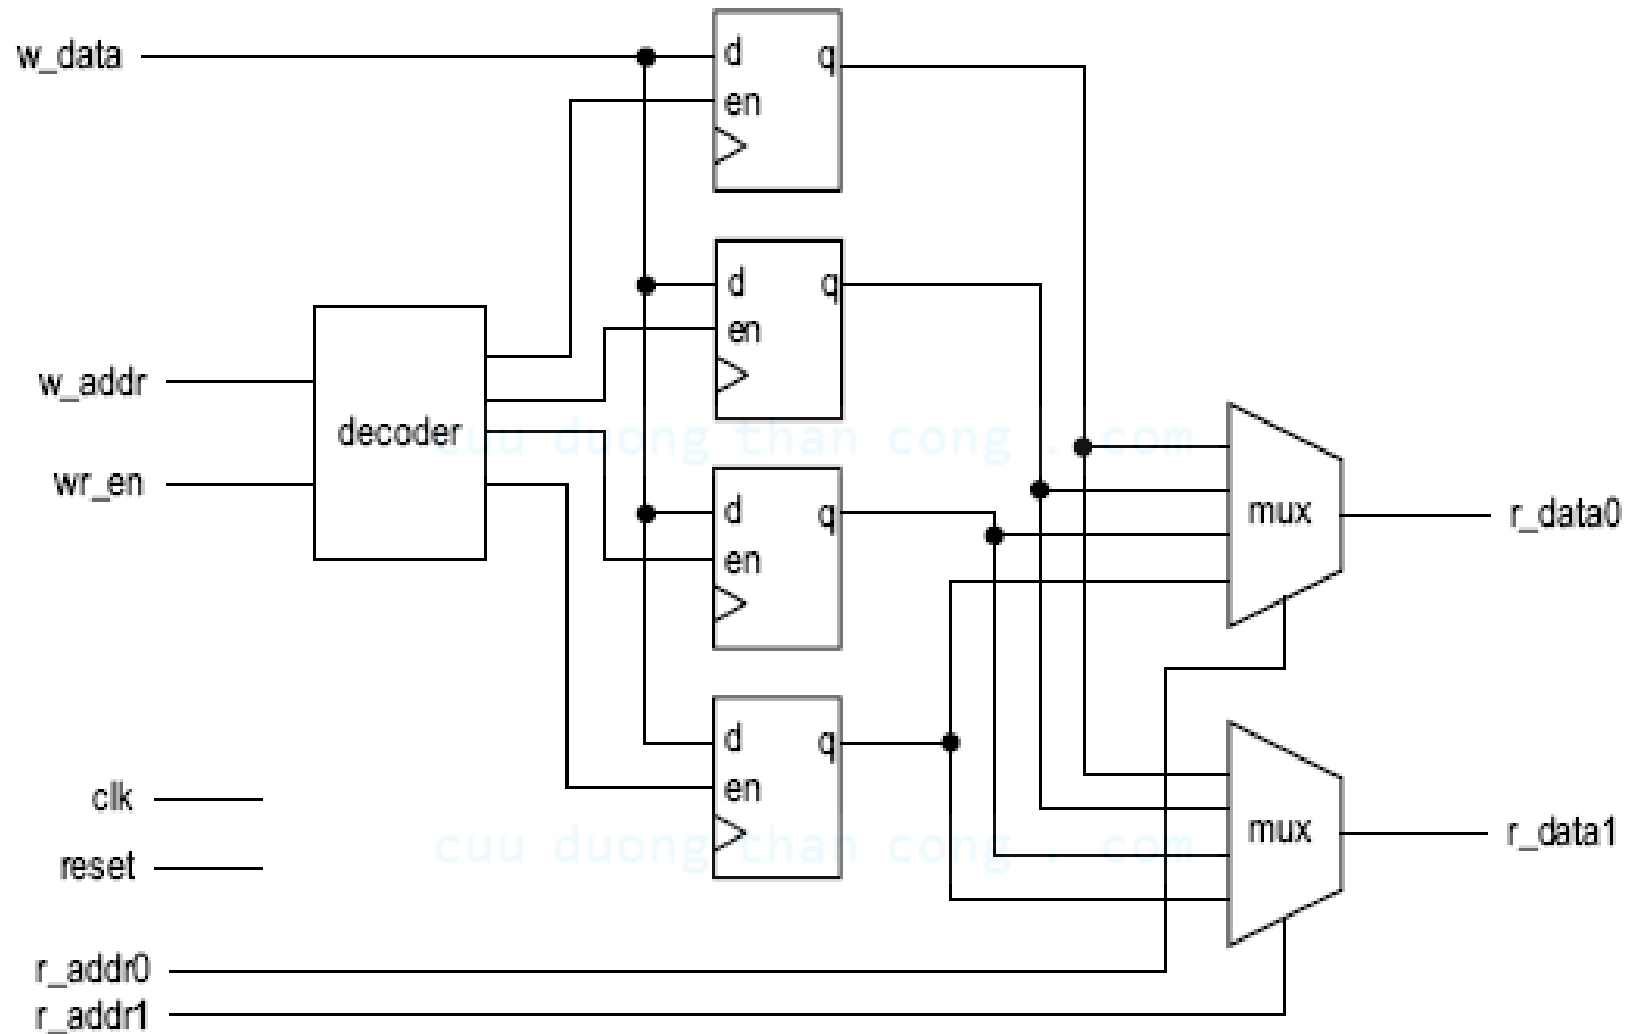 w_data
d
q
en
d
q
en
w_addr
decoder
cuu duong than cong . com
wr_en
d
q
en
mux
r_data0
d
q
en
clk
mux
r_data1
cuu duong than cong . com
reset
r_addr0
r_addr1